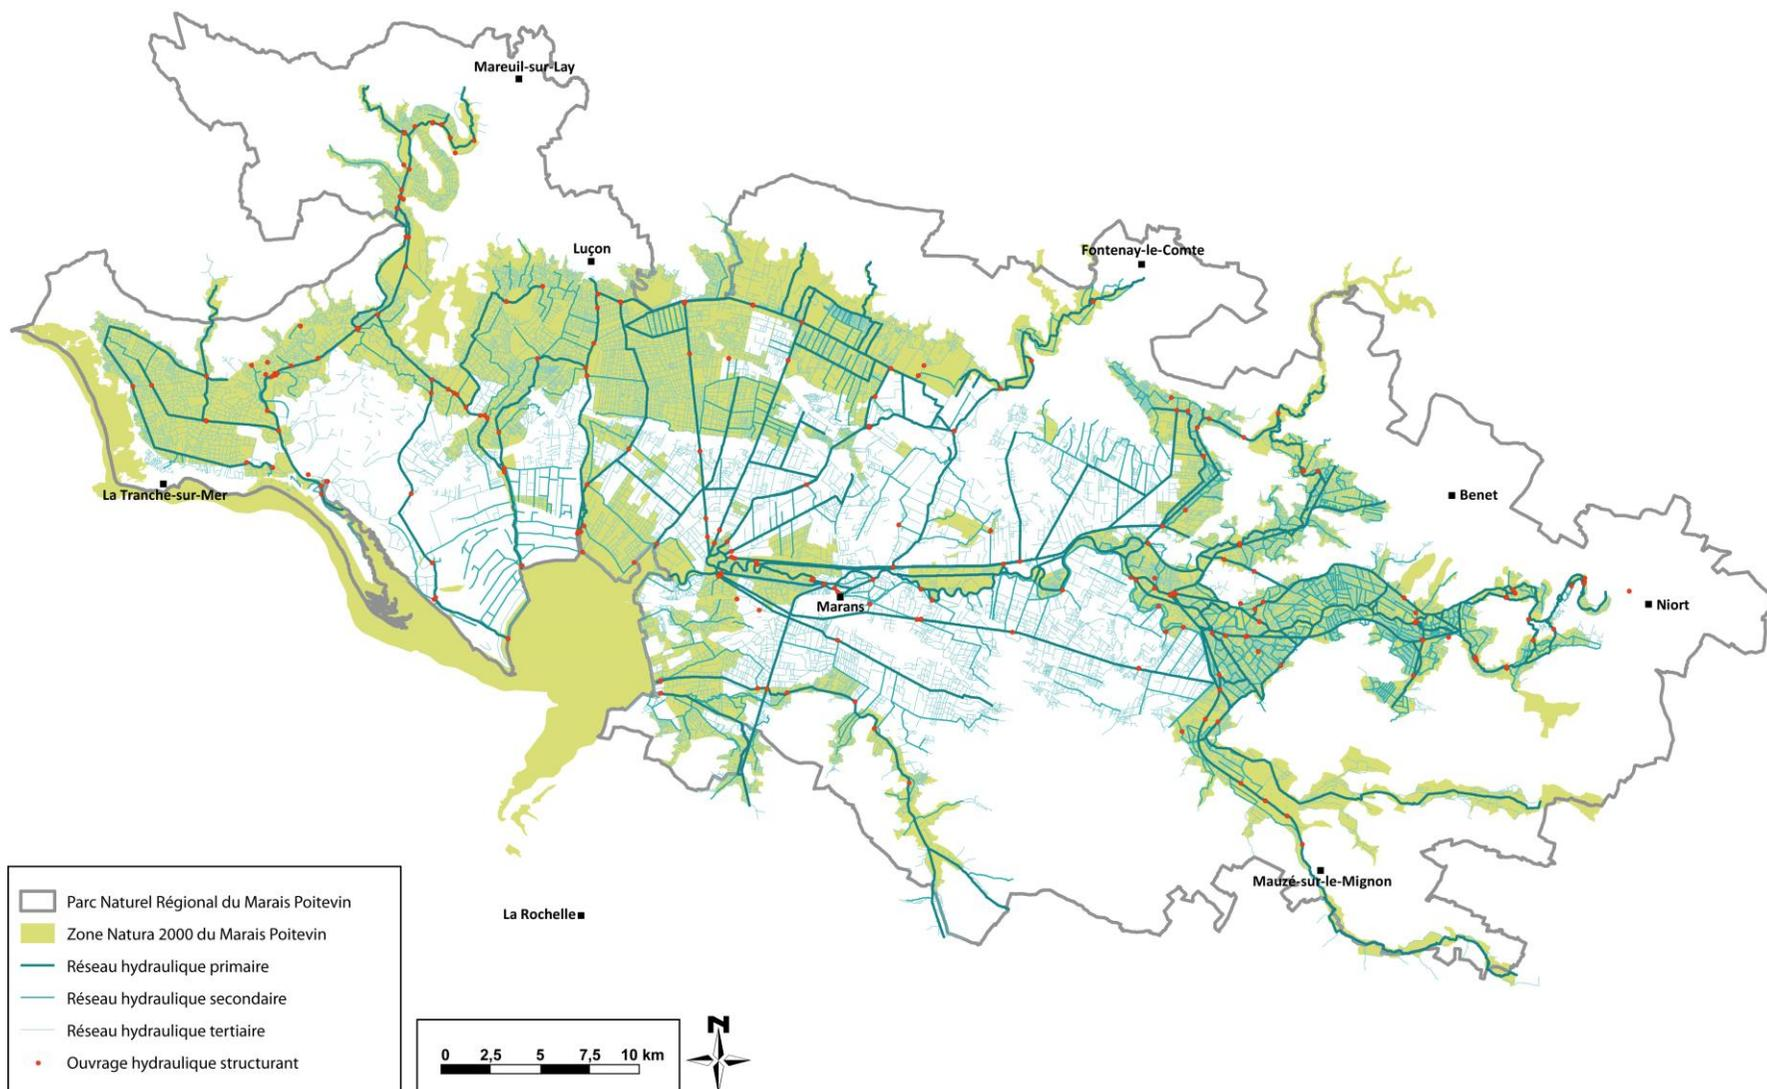 Mareuil-sur-Lay
Luçon
Fontenay-le-Comte
La Tranche-sur-Mer
Benet
Marans
Niort
Mauzé-sur-le-Mignon
La Rochelle
Parc Naturel Régional du Marais Poitevin
Zone Natura 2000 du Marais Poitevin
Réseau hydraulique primaire
Réseau hydraulique secondaire
Réseau hydraulique tertiaire
Ouvrage hydraulique structurant
0 2,5 5 7,5 10 km
N